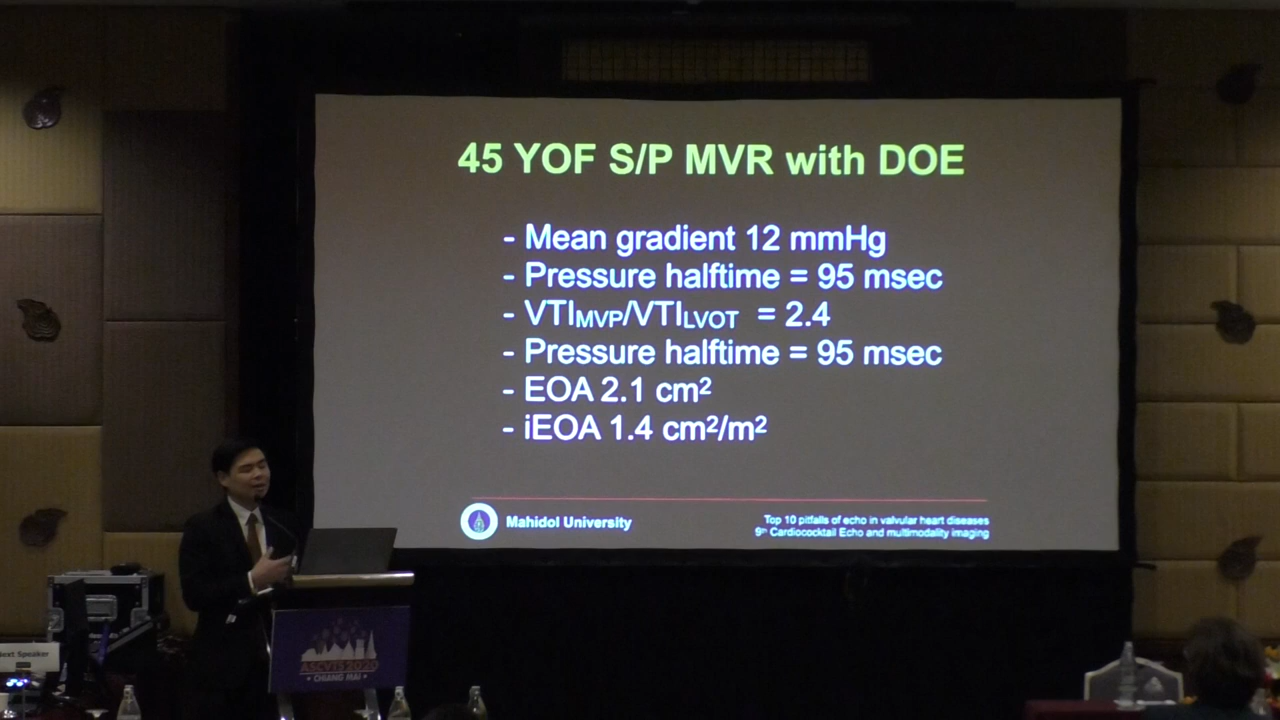 45 YOF S/P MVR with DOE
- Mean gradient 12 mmHg
- Pressure halftime = 95 msec
- VTIMVP/VTILVOT = 2.4
- Pressure halftime = 95 msec
- EOA 2.1 cm²
- iEOA 1.4 cm²/m²
Mahidol University
Top 10 pitfalls of echo in valvular heart diseases
9th Cardiococktail Echo and multimodality imaging
Next Speaker
ASCVTS 2020
• CHIANG MAI •